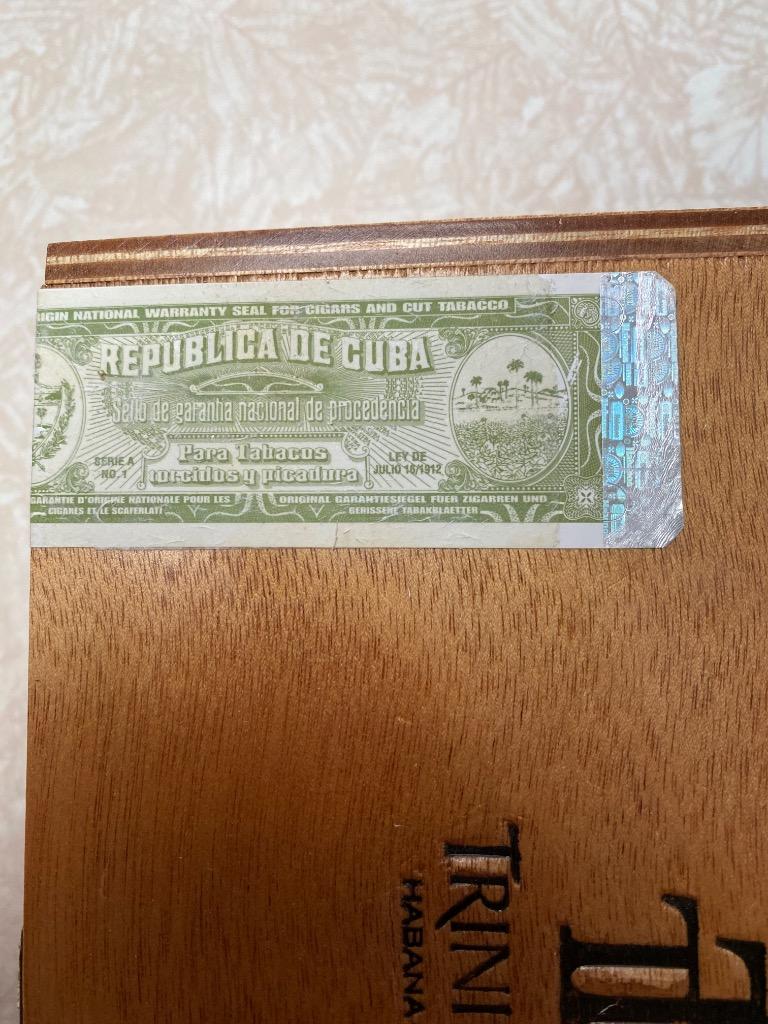 IGIN NATIONAL WARRANTY SEAL FOR CIGARS AND CUT TABACCO
REPUBLICA DE CUBA
Sello de garantia nacional de procedencia
Para Tabacos
torcidos y picadura
SERIE A
NO. 1
LEY DE
JULIO 16/1912
GARANTIE D'ORIGINE NATIONALE POUR LES
CIGARES ET LE SCAFERLATI
ORIGINAL GARANTIESIEGEL FUER ZIGARREN UND
GERISSENE TABAKBLAETTER
TRINI
HABANA
T